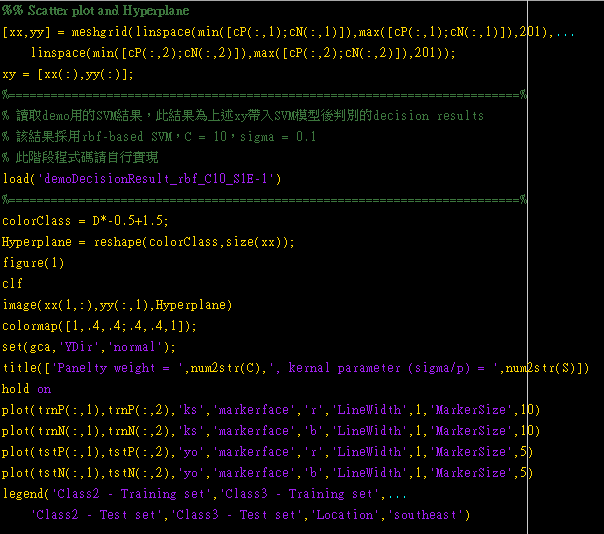 %% Scatter plot and Hyperplane
[xx,yy] = meshgrid(linspace(min([cP(:,1);cN(:,1)]),max([cP(:,1);cN(:,1)]),201),...
linspace(min([cP(:,2);cN(:,2)]),max([cP(:,2);cN(:,2)]),201));
xy = [xx(:),yy(:)];
%=====================================================================%
% 讀取demo用的SVM結果，此結果為上述xy帶入SVM模型後判別的decision results
% 該結果採用rbf-based SVM，C = 10，sigma = 0.1
% 此階段程式碼請自行實現
load('demoDecisionResult_rbf_C10_S1E-1')
%=====================================================================%
colorClass = D*-0.5+1.5;
Hyperplane = reshape(colorClass,size(xx));
figure(1)
clf
image(xx(1,:),yy(:,1),Hyperplane)
colormap([1,.4,.4;.4,.4,1]);
set(gca,'YDir','normal');
title(['Panelty weight = ',num2str(C),', kernal parameter (sigma/p) = ',num2str(S)])
hold on
plot(trnP(:,1),trnP(:,2),'ks','markerface','r','LineWidth',1,'MarkerSize',10)
plot(trnN(:,1),trnN(:,2),'ks','markerface','b','LineWidth',1,'MarkerSize',10)
plot(tstP(:,1),tstP(:,2),'yo','markerface','r','LineWidth',1,'MarkerSize',5)
plot(tstN(:,1),tstN(:,2),'yo','markerface','b','LineWidth',1,'MarkerSize',5)
legend('Class2 - Training set','Class3 - Training set',...
'Class2 - Test set','Class3 - Test set','Location','southeast')